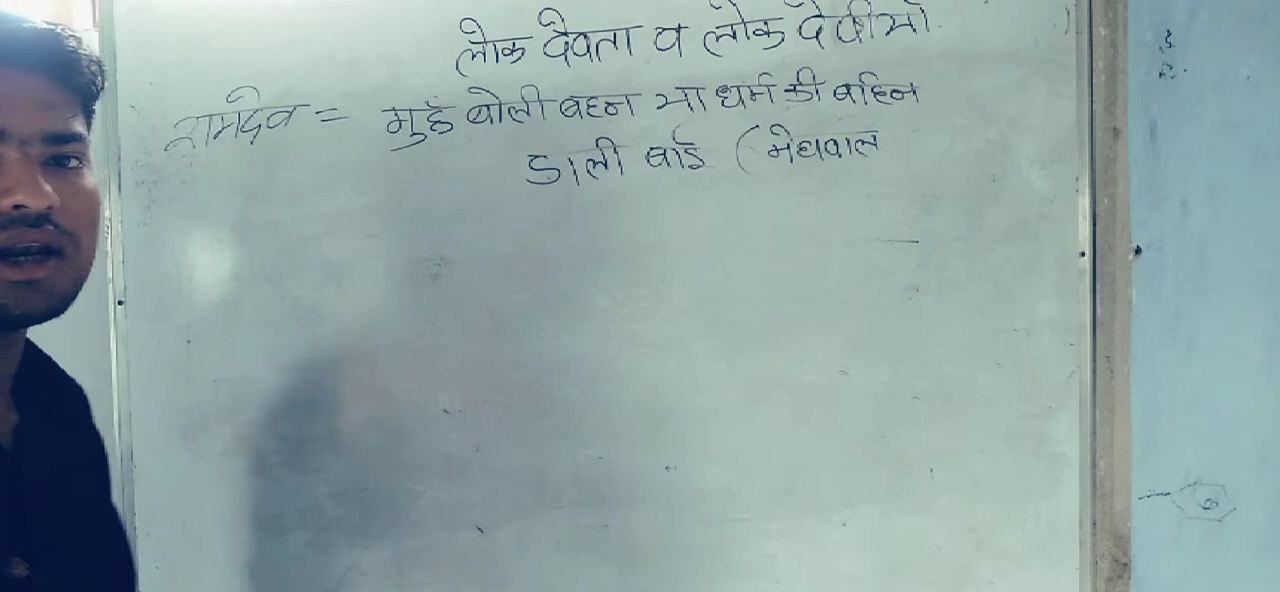 लोक देवता व लोक देवीयों
रामदेव = मुहं बोली बहन या धर्म की बहिन
डाली बाई (मेघवाल